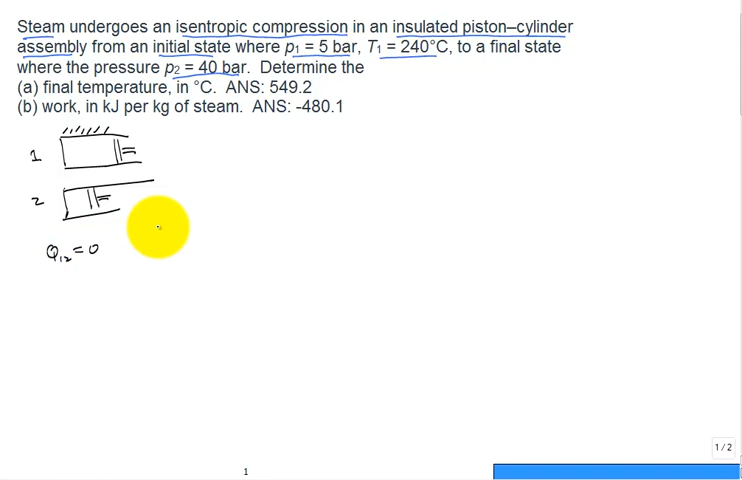 Steam undergoes an isentropic compression in an insulated piston–cylinder
assembly from an initial state where p₁ = 5 bar, T₁ = 240°C, to a final state
where the pressure p₂ = 40 bar. Determine the
(a) final temperature, in °C. ANS: 549.2
(b) work, in kJ per kg of steam. ANS: -480.1
1
2
Q₁₂ = 0
1 / 2
1